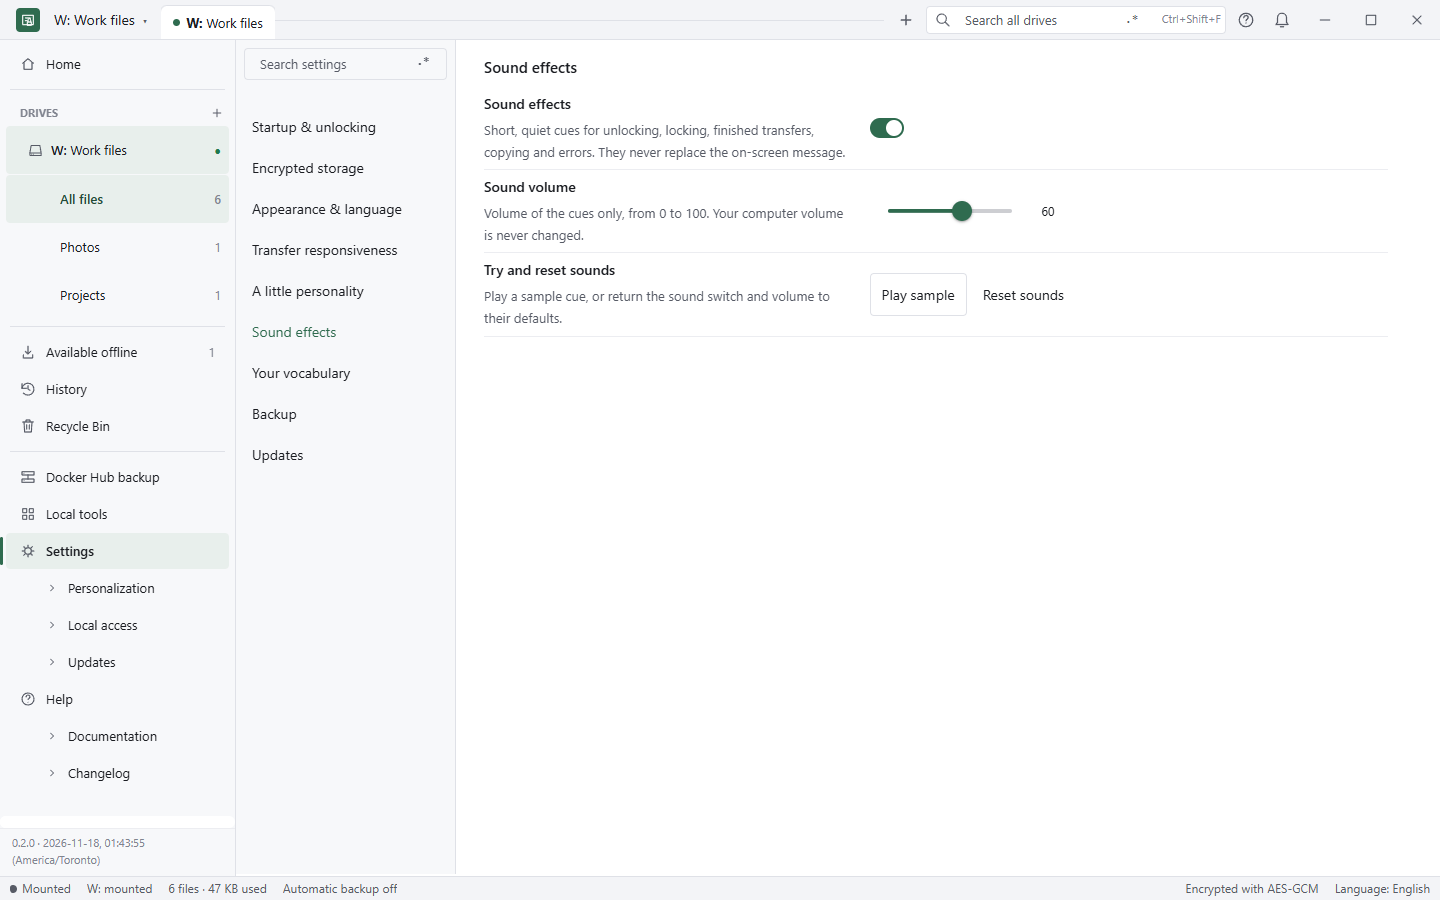 W: Work files
W: Work files
Search all drives
.*
Ctrl+Shift+F
Home
DRIVES
W: Work files
All files 6
Photos 1
Projects 1
Available offline 1
History
Recycle Bin
Docker Hub backup
Local tools
Settings
Personalization
Local access
Updates
Help
Documentation
Changelog
0.2.0 · 2026-11-18, 01:43:55
(America/Toronto)
Search settings .*
Startup & unlocking
Encrypted storage
Appearance & language
Transfer responsiveness
A little personality
Sound effects
Your vocabulary
Backup
Updates
Sound effects
Sound effects
Short, quiet cues for unlocking, locking, finished transfers,
copying and errors. They never replace the on-screen message.
Sound volume
Volume of the cues only, from 0 to 100. Your computer volume
is never changed.
60
Try and reset sounds
Play a sample cue, or return the sound switch and volume to
their defaults.
Play sample
Reset sounds
Mounted
W: mounted
6 files · 47 KB used
Automatic backup off
Encrypted with AES-GCM
Language: English